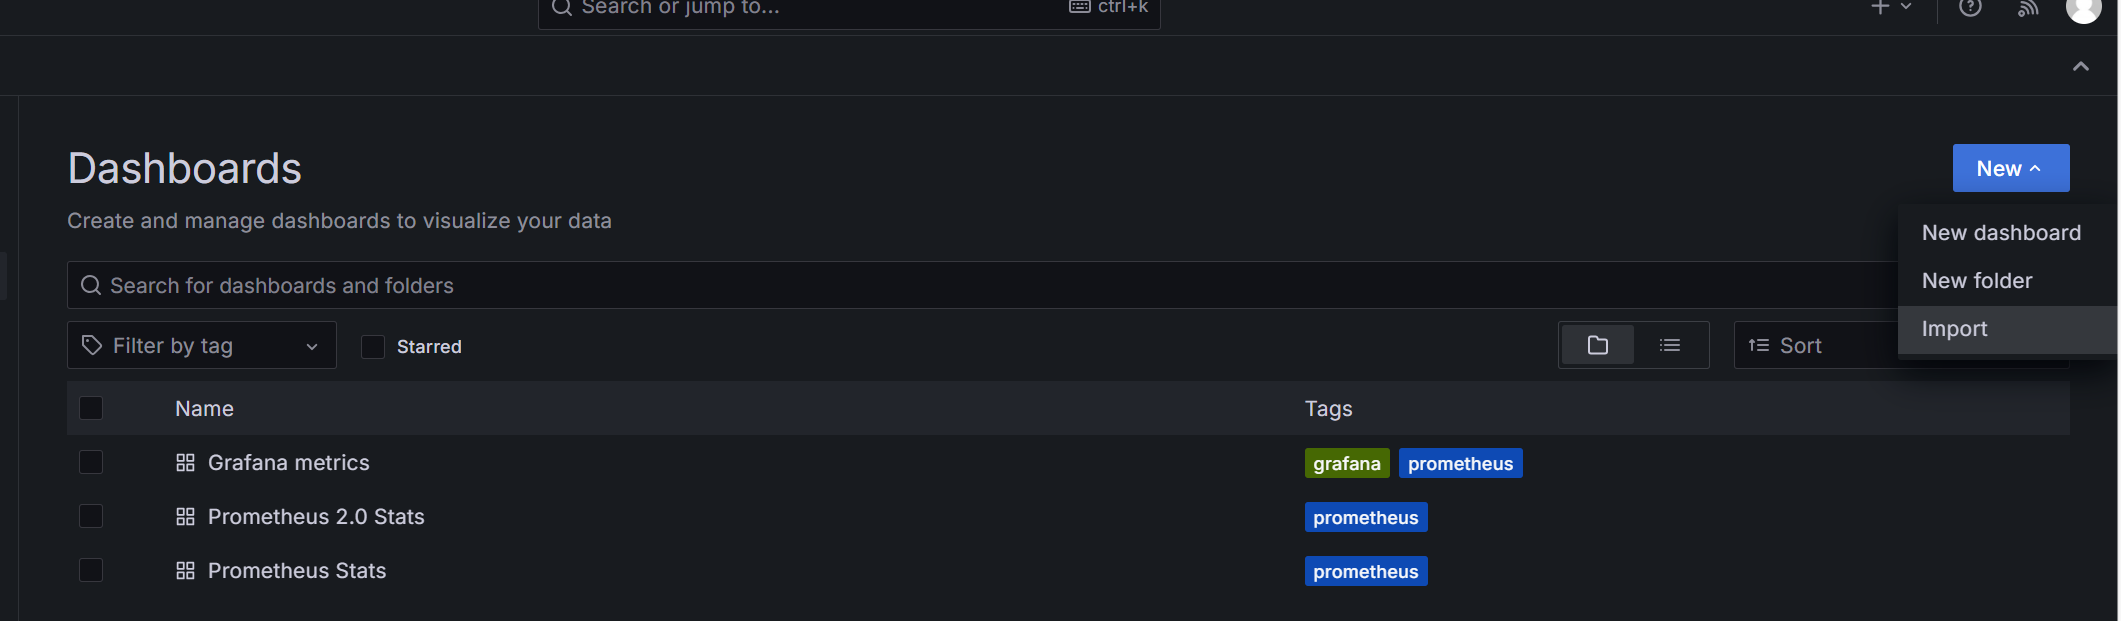 Search or jump to...
ctrl+k
Dashboards
New
Create and manage dashboards to visualize your data
New dashboard
New folder
Import
Search for dashboards and folders
Filter by tag
Starred
Sort
Name
Tags
Grafana metrics
grafana
prometheus
Prometheus 2.0 Stats
prometheus
Prometheus Stats
prometheus